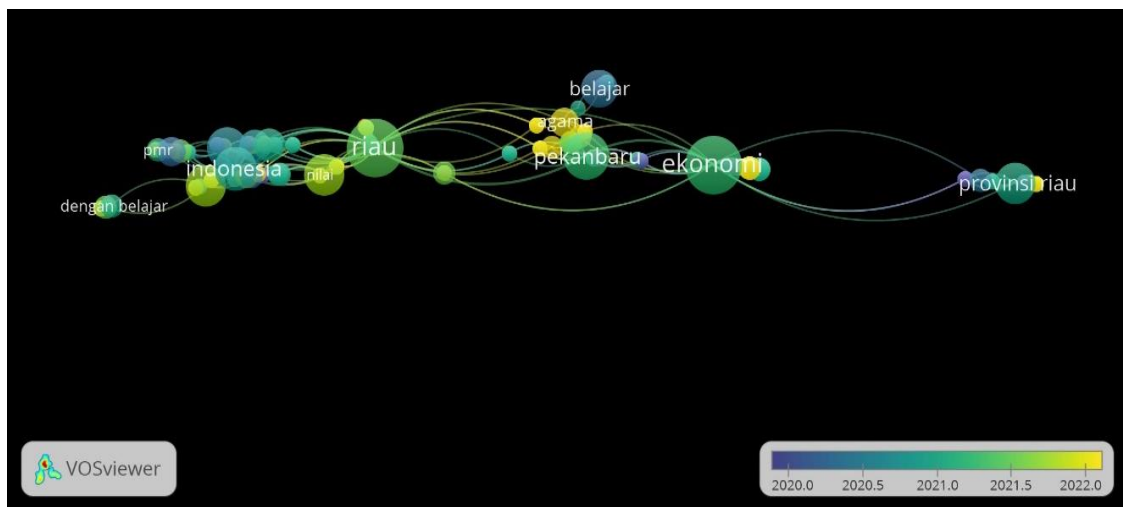 belajar
agama
riau
pmr
pekanbaru
ekonomi
indonesia
nilai
provinsi riau
dengan belajar
VOSviewer
2020.0 2020.5 2021.0 2021.5 2022.0